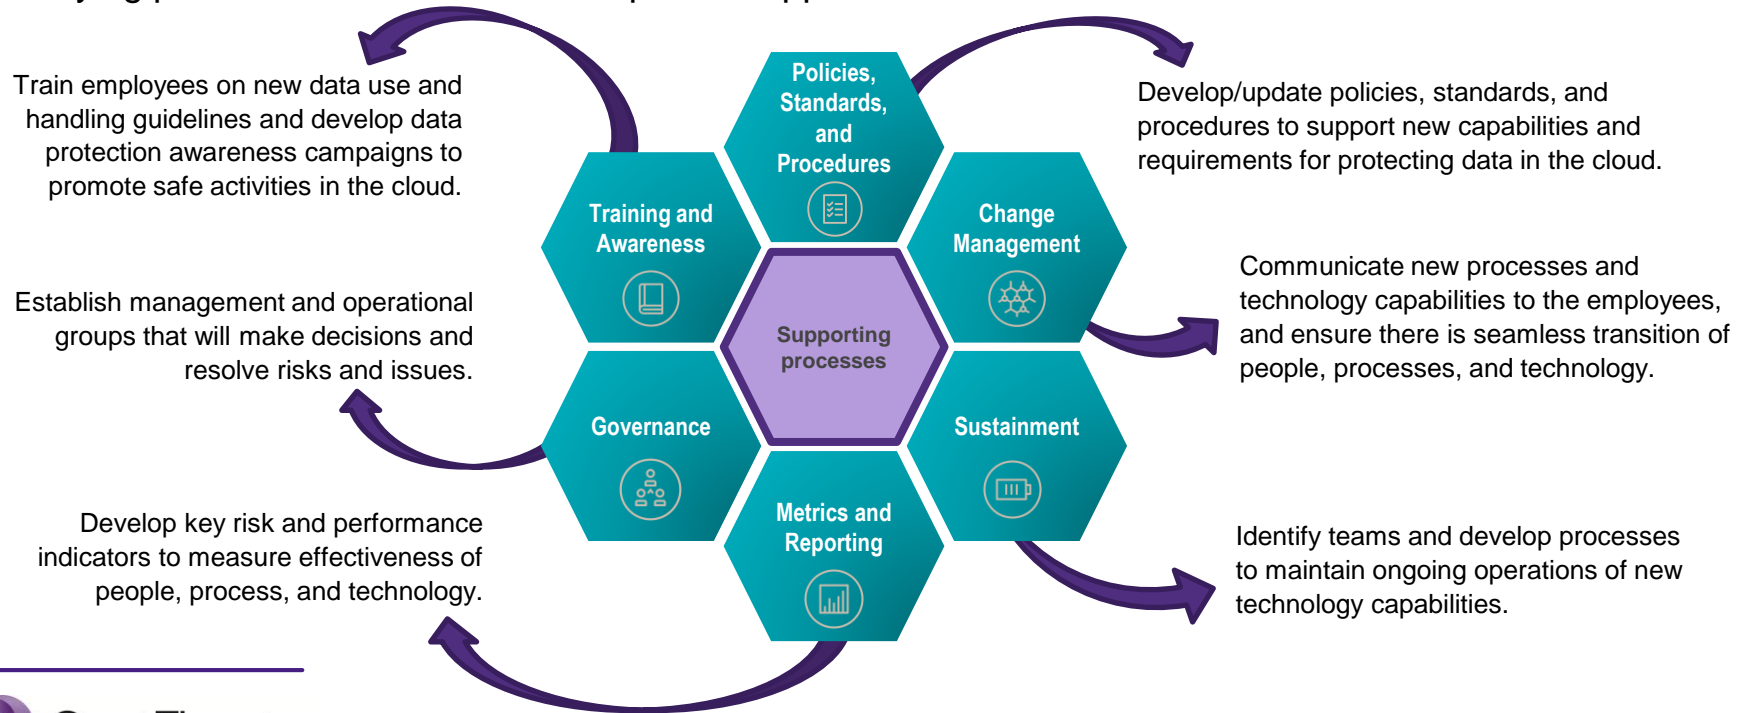 Train employees on new data use and
handling guidelines and develop data
protection awareness campaigns to
promote safe activities in the cloud.
Policies,
Standards,
and
Procedures
Develop/update policies, standards, and
procedures to support new capabilities and
requirements for protecting data in the cloud.
Training and
Awareness
Change
Management
Establish management and operational
groups that will make decisions and
resolve risks and issues.
Supporting
processes
Communicate new processes and
technology capabilities to the employees,
and ensure there is seamless transition of
people, processes, and technology.
Governance
Sustainment
Develop key risk and performance
indicators to measure effectiveness of
people, process, and technology.
Metrics and
Reporting
Identify teams and develop processes
to maintain ongoing operations of new
technology capabilities.